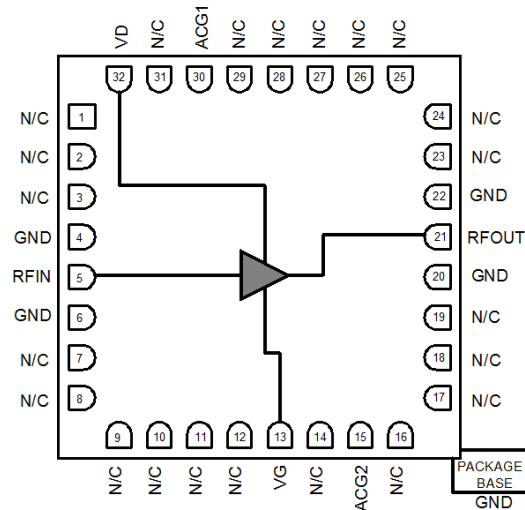 VD N/C ACG1 N/C N/C N/C N/C N/C
32 31 30 29 28 27 26 25
N/C 1 24 N/C
N/C 2 23 N/C
N/C 3 22 GND
GND 4 21 RFOUT
RFIN 5 20 GND
GND 6 19 N/C
N/C 7 18 N/C
N/C 8 17 N/C
9 10 11 12 13 14 15 16
N/C N/C N/C N/C VG N/C ACG2 N/C
PACKAGE
BASE
GND